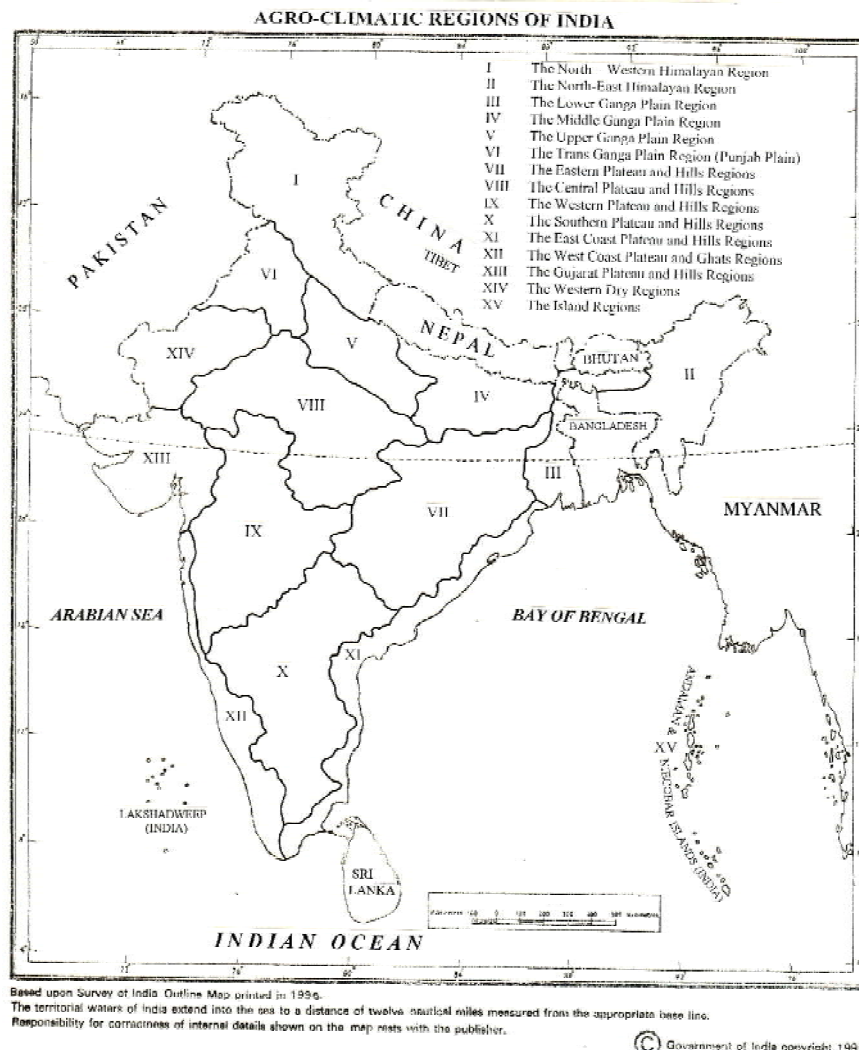 AGRO-CLIMATIC REGIONS OF INDIA
I The North Western Himalayan Region
II The North-East Himalayan Region
III The Lower Ganga Plain Region
IV The Middle Ganga Plain Region
V The Upper Ganga Plain Region
VI The Trans Ganga Plain Region (Punjab Plain)
VII The Eastern Plateau and Hills Regions
VIII The Central Plateau and Hills Regions
IX The Western Plateau and Hills Regions
X The Southern Plateau and Hills Regions
XI The East Coast Plateau and Hills Regions
XII The West Coast Plateau and Ghats Regions
XIII The Gujarat Plateau and Hills Regions
XIV The Western Dry Regions
XV The Island Regions
I
PAKISTAN
CHINA
TIBET
VI
NEPAL
XIV
V
BHUTAN
II
IV
VIII
BANGLADESH
XIII
III
VII
MYANMAR
IX
ARABIAN SEA
BAY OF BENGAL
XI
X
XII
XV
ANDAMAN & NICOBAR ISLANDS (INDIA)
LAKSHADWEEP
(INDIA)
SRI
LANKA
INDIAN OCEAN
Based upon Survey of India Outline Map printed in 1996.
The territorial waters of India extend into the sea to a distance of twelve nautical miles measured from the appropriate base line.
Responsibility for correctness of internal details shown on the map rests with the publisher.
© Government of India copyright